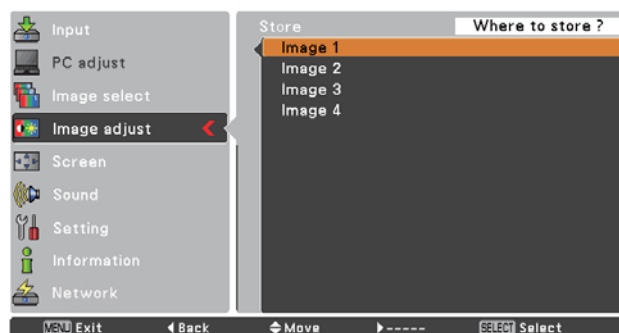 Input
PC adjust
Image select
Image adjust
Screen
Sound
Setting
Information
Network
Store
Where to store ?
Image 1
Image 2
Image 3
Image 4
MENU Exit
Back
Move
-----
SELECT Select